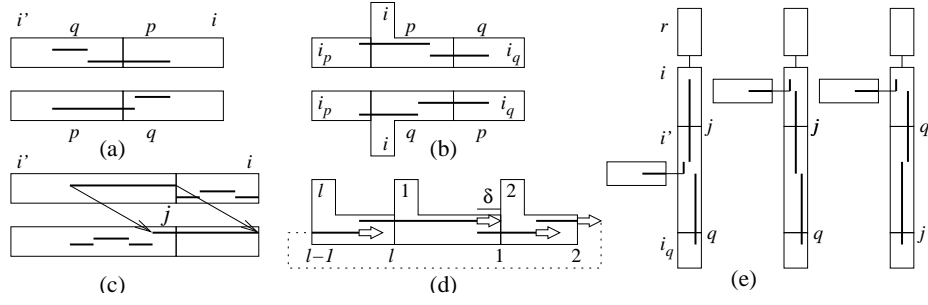 i' q p i
p q
(a)
i
p q
i_p i_q
i_p i_q
i q p
(b)
i' i
j
(c)
l 1 δ 2
l–1 l 1 2
(d)
r
i
j j q
i'
i_q q q j
(e)